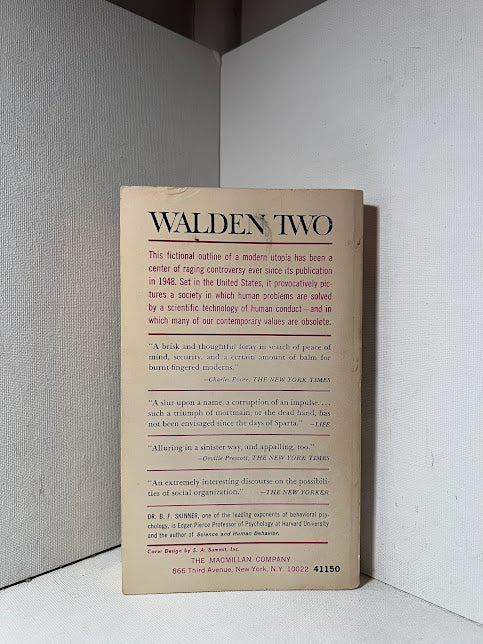 WALDEN TWO
This fictional outline of a modern utopia has been a
center of raging controversy ever since its publication
in 1948. Set in the United States, it provocatively pic-
tures a society in which human problems are solved
by a scientific technology of human conduct—and in
which many of our contemporary values are obsolete.
"A brisk and thoughtful foray in search of peace of
mind, security, and a certain amount of balm for
burnt-fingered moderns."
—Charles Poore, THE NEW YORK TIMES
"A slur upon a name, a corruption of an impulse....
such a triumph of mortmain, or the dead hand, has
not been envisaged since the days of Sparta." —LIFE
"Alluring in a sinister way, and appalling, too."
—Orville Prescott, THE NEW YORK TIMES
"An extremely interesting discourse on the possibili-
ties of social organization." —THE NEW YORKER
DR. B. F. SKINNER, one of the leading exponents of behavioral psy-
chology, is Edgar Pierce Professor of Psychology at Harvard University
and the author of Science and Human Behavior.
Cover Design by S. A. Summit, Inc.
THE MACMILLAN COMPANY
866 Third Avenue, New York, N.Y. 10022 41150